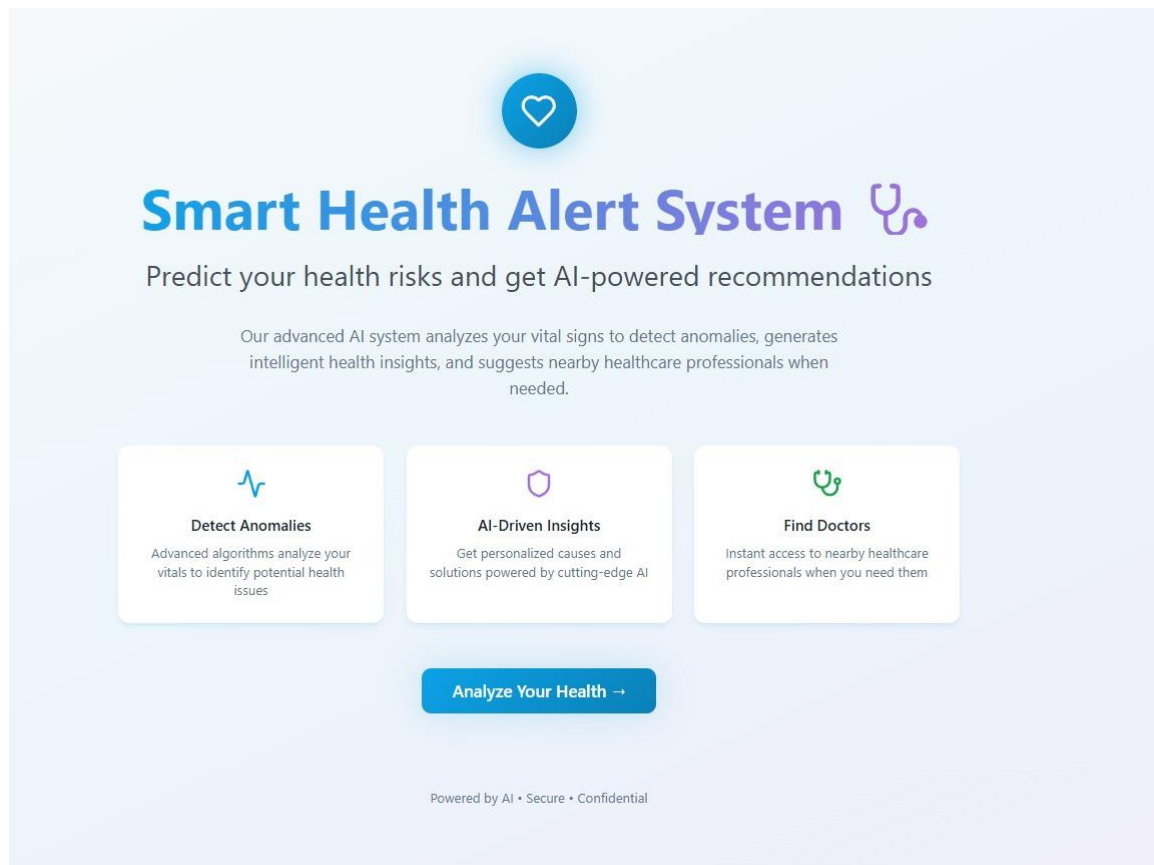 Smart Health Alert System
Predict your health risks and get AI-powered recommendations
Our advanced AI system analyzes your vital signs to detect anomalies, generates
intelligent health insights, and suggests nearby healthcare professionals when
needed.
Detect Anomalies
Advanced algorithms analyze your
vitals to identify potential health
issues
AI-Driven Insights
Get personalized causes and
solutions powered by cutting-edge AI
Find Doctors
Instant access to nearby healthcare
professionals when you need them
Analyze Your Health →
Powered by AI • Secure • Confidential